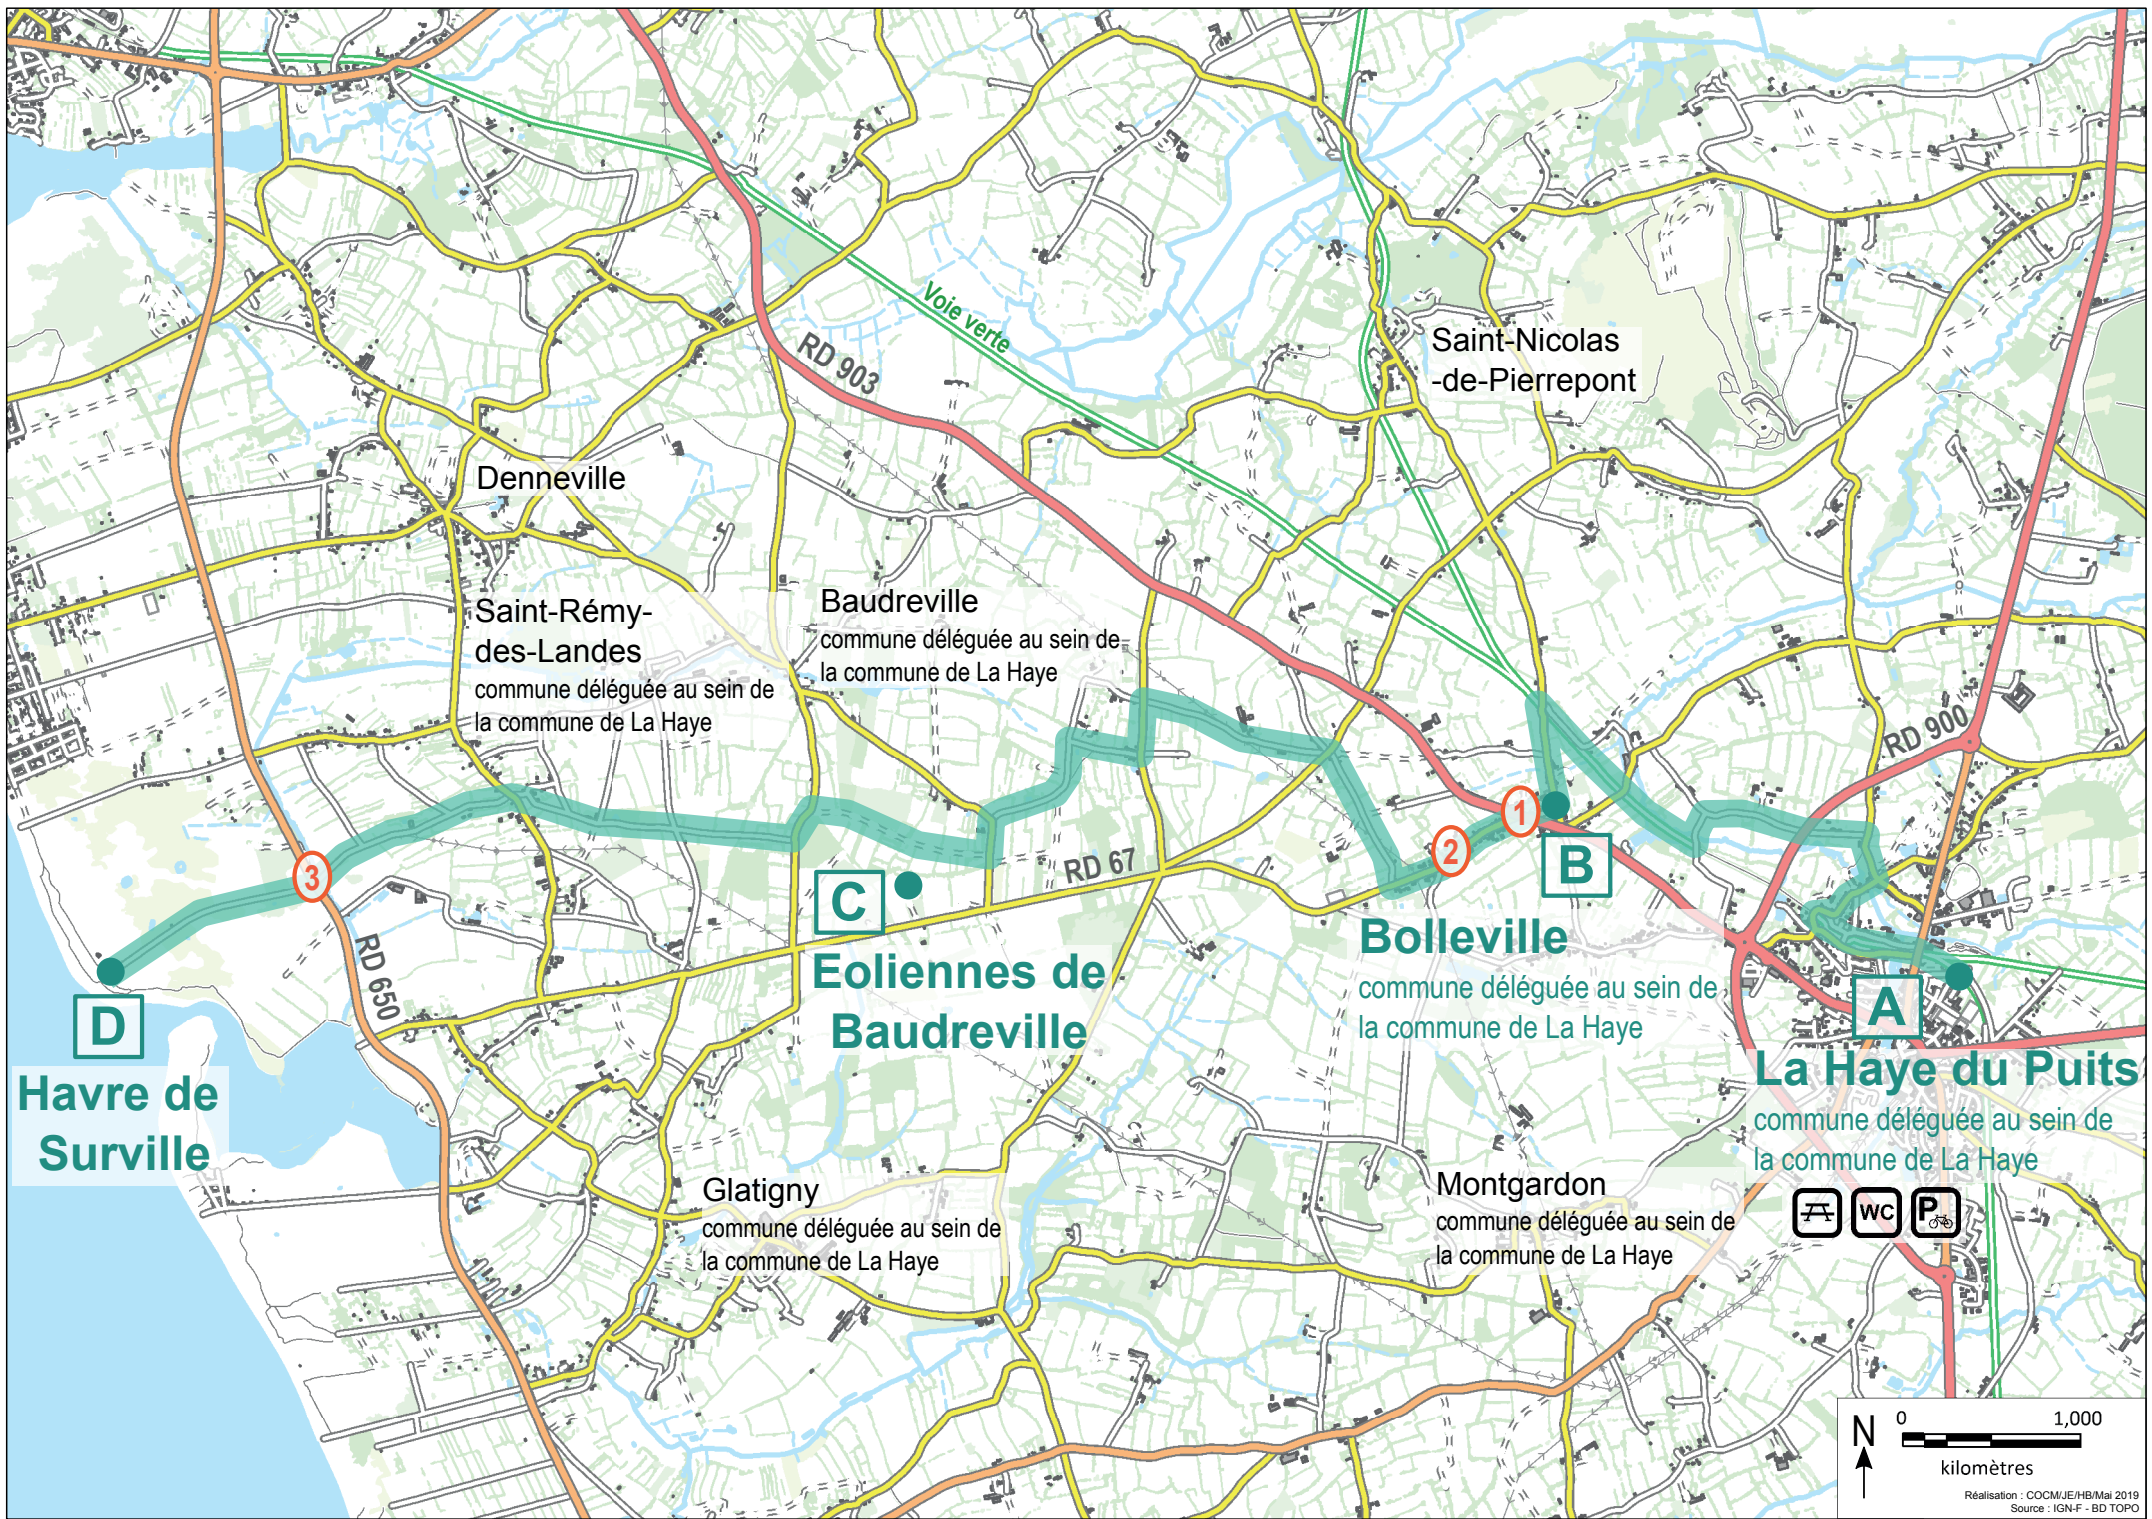 Voie verte
RD 903
Saint-Nicolas
-de-Pierrepont
Denneville
Saint-Rémy-
des-Landes
commune déléguée au sein de
la commune de La Haye
Baudreville
commune déléguée au sein de
la commune de La Haye
RD 900
1
2
3
B
RD 67
C
Eoliennes de
Baudreville
Bolleville
commune déléguée au sein de
la commune de La Haye
RD 650
D
Havre de
Surville
A
La Haye du Puits
commune déléguée au sein de
la commune de La Haye
WC
P
Glatigny
commune déléguée au sein de
la commune de La Haye
Montgardon
commune déléguée au sein de
la commune de La Haye
N
0 1,000
kilomètres
Réalisation : COCM/JE/HB/Mai 2019
Source : IGN-F - BD TOPO